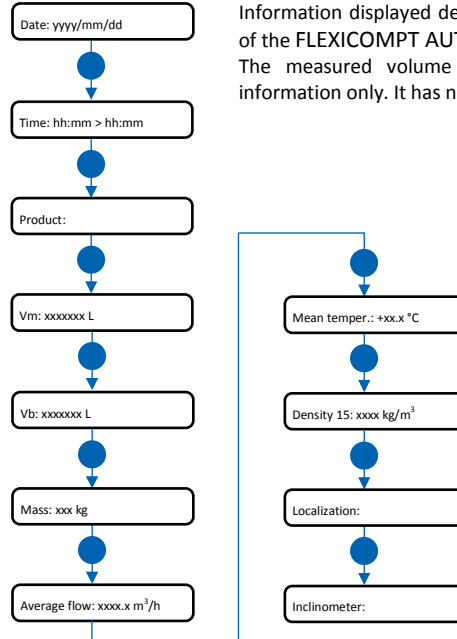 Date: yyyy/mm/dd
Time: hh:mm > hh:mm
Product:
Vm: xxxxxxx L
Vb: xxxxxxx L
Mass: xxx kg
Average flow: xxxx.x m³/h
Information displayed
of the FLEXICOMPT
The measured volume
information only. It has
Mean temper.: +xx.x °C
Density 15: xxxx kg/m³
Localization:
Inclinometer: